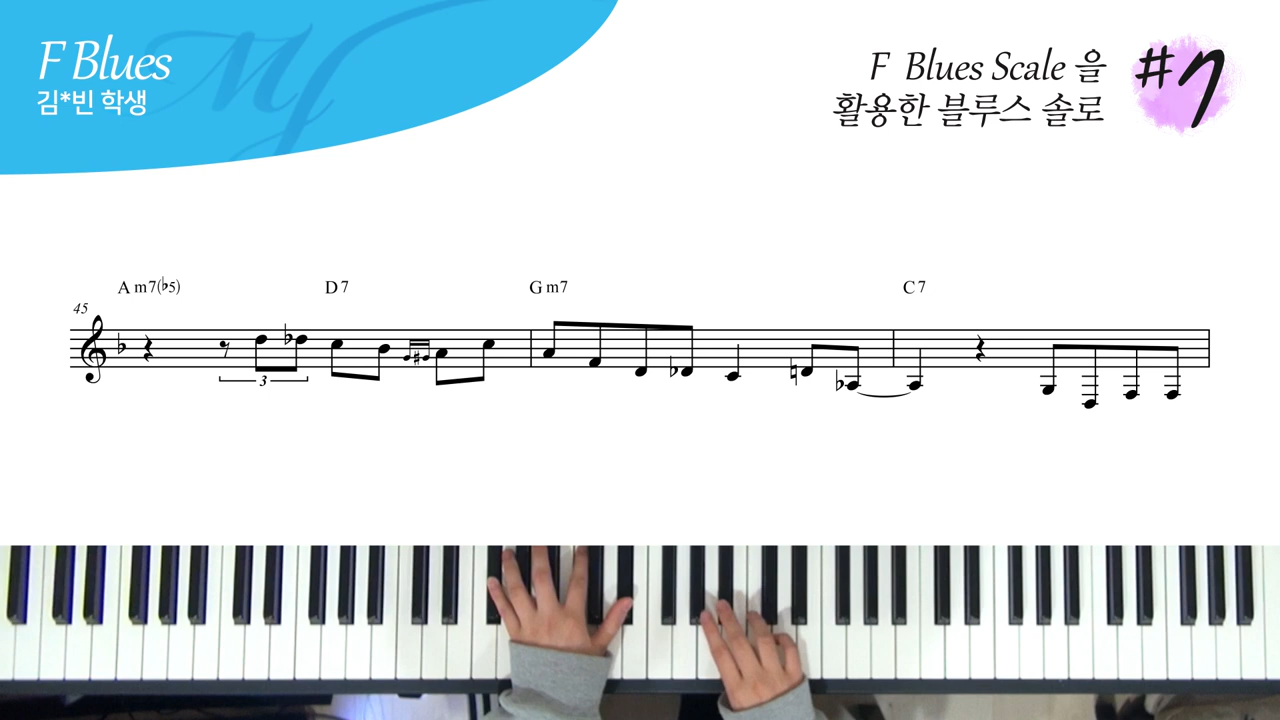 F Blues
김*빈 학생
F Blues Scale 을
활용한 블루스 솔로
#7
A m7(♭5) D7 G m7 C7
45
3